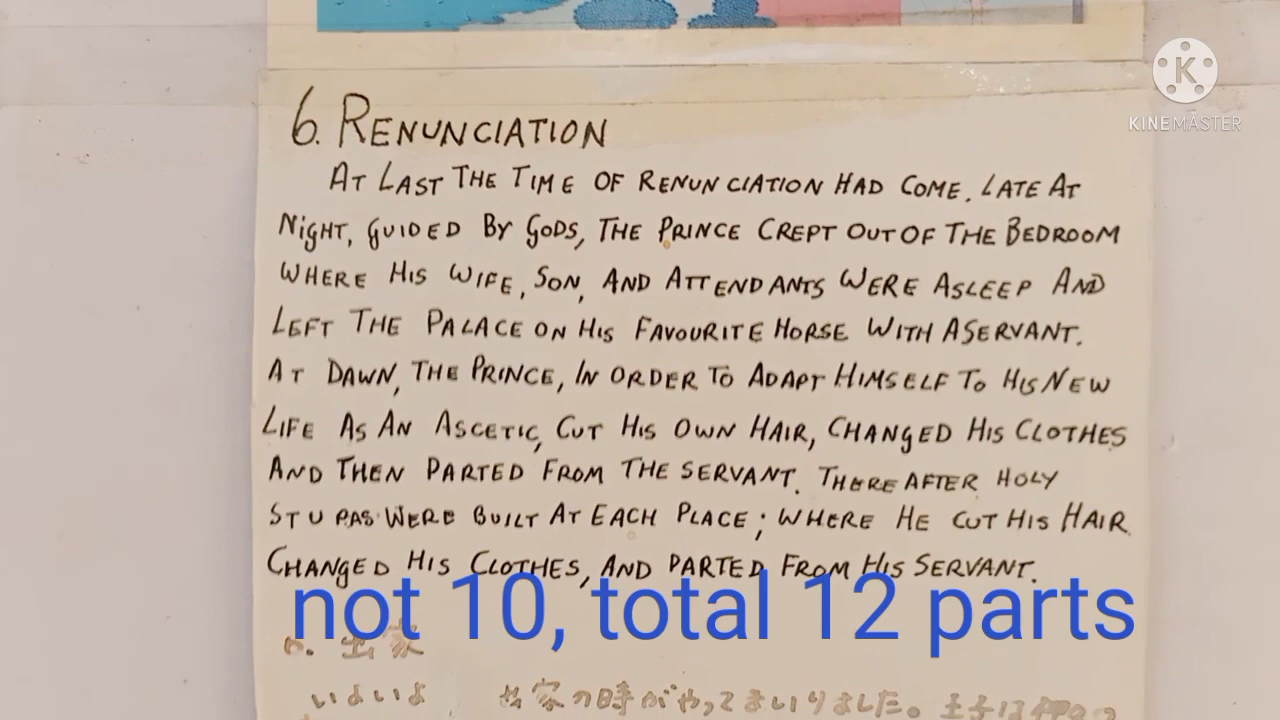 K
KINEMASTER
6. RENUNCIATION
AT LAST THE TIME OF RENUNCIATION HAD COME. LATE AT
NIGHT, GUIDED BY GODS, THE PRINCE CREPT OUT OF THE BEDROOM
WHERE HIS WIFE, SON, AND ATTENDANTS WERE ASLEEP AND
LEFT THE PALACE ON HIS FAVOURITE HORSE WITH A SERVANT.
AT DAWN, THE PRINCE, IN ORDER TO ADAPT HIMSELF TO HIS NEW
LIFE AS AN ASCETIC, CUT HIS OWN HAIR, CHANGED HIS CLOTHES
AND THEN PARTED FROM THE SERVANT. THEREAFTER HOLY
STUPAS WERE BUILT AT EACH PLACE; WHERE HE CUT HIS HAIR
CHANGED HIS CLOTHES, AND PARTED FROM HIS SERVANT.
not 10, total 12 parts
6. 出家
いよいよ 出家の時がやってまいりました。王子は